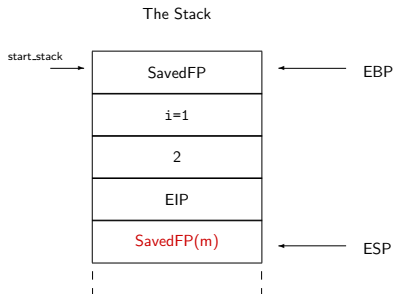 The Stack
start_stack
SavedFP
EBP
i=1
2
EIP
SavedFP(m)
ESP